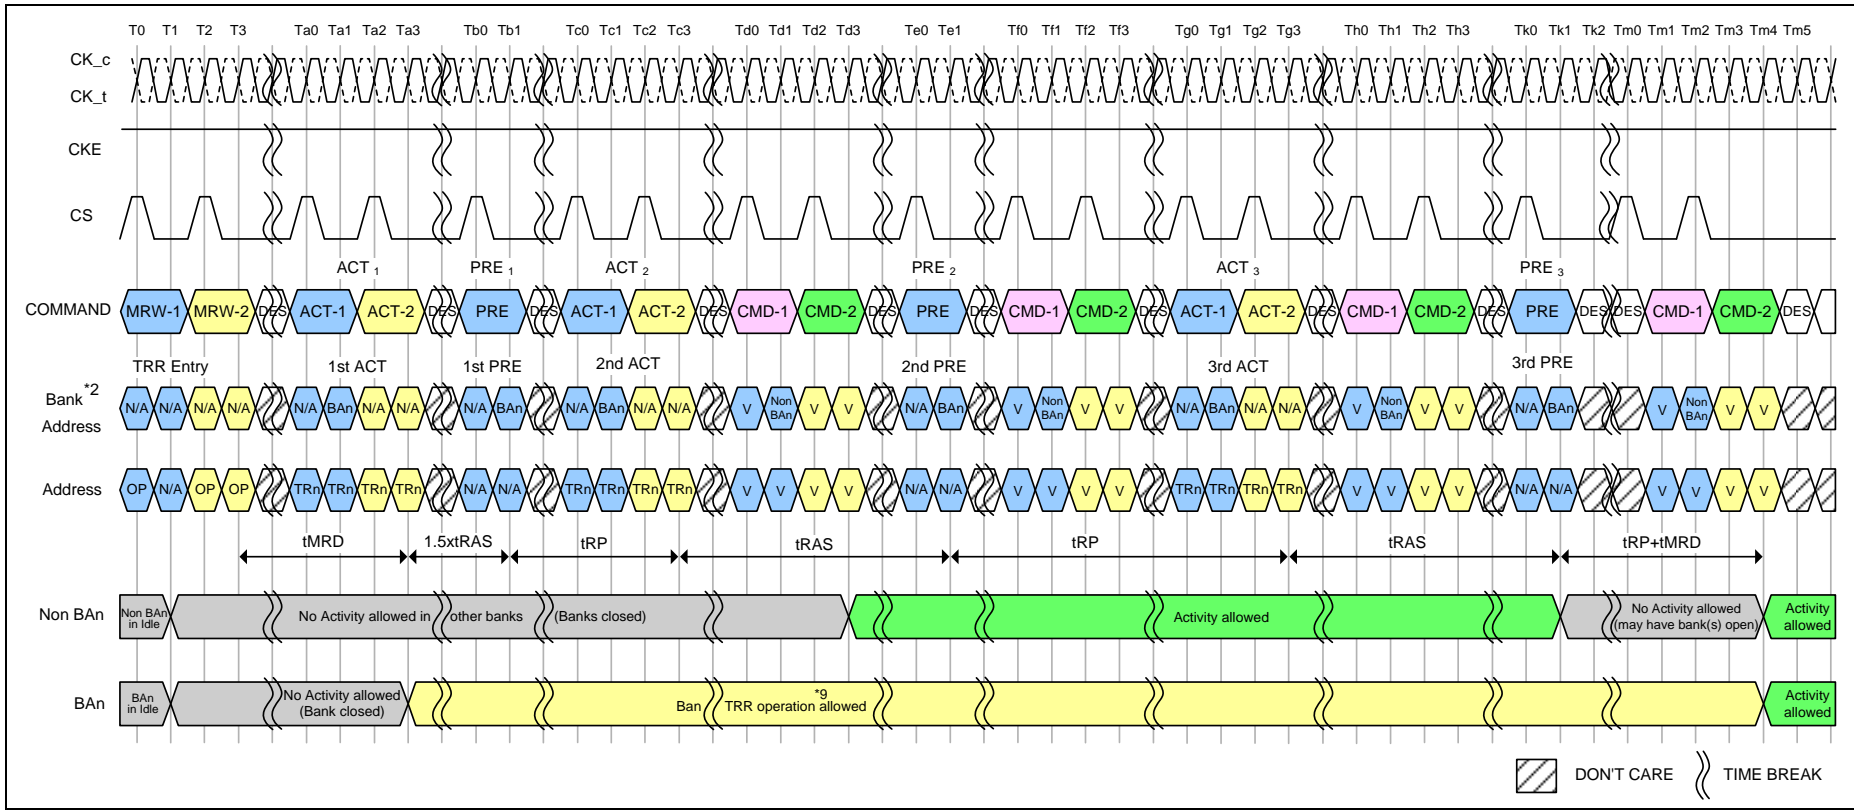 T0 T1 T2 T3 Ta0 Ta1 Ta2 Ta3 Tb0 Tb1 Tc0 Tc1 Tc2 Tc3 Td0 Td1 Td2 Td3 Te0 Te1 Tf0 Tf1 Tf2 Tf3 Tg0 Tg1 Tg2 Tg3 Th0 Th1 Th2 Th3 Tk0 Tk1 Tk2 Tm0 Tm1 Tm2 Tm3 Tm4 Tm5
CK_c
CK_t
CKE
CS
ACT 1 PRE 1 ACT 2 PRE 2 ACT 3 PRE 3
COMMAND MRW-1 MRW-2 DES ACT-1 ACT-2 DES PRE DES ACT-1 ACT-2 DES CMD-1 CMD-2 DES PRE DES CMD-1 CMD-2 DES ACT-1 ACT-2 DES CMD-1 CMD-2 DES PRE DES DES CMD-1 CMD-2 DES
TRR Entry 1st ACT 1st PRE 2nd ACT 2nd PRE 3rd ACT 3rd PRE
Bank*2 Address N/A N/A N/A N/A N/A BAn N/A N/A N/A BAn N/A BAn N/A N/A V Non BAn V V N/A BAn V Non BAn V V N/A BAn N/A N/A V Non BAn V V N/A BAn V Non BAn V V
Address OP N/A OP OP TRn TRn TRn TRn N/A N/A TRn TRn TRn TRn V V V V N/A N/A V V V V TRn TRn TRn TRn V V V V N/A N/A V V V V
tMRD 1.5xtRAS tRP tRAS tRP tRAS tRP+tMRD
Non BAn
Non BAn in Idle
No Activity allowed in other banks (Banks closed)
Activity allowed
No Activity allowed
(may have bank(s) open)
Activity allowed
BAn
BAn in Idle
No Activity allowed
(Bank closed)
Ban TRR operation allowed *9
Activity allowed
DON'T CARE TIME BREAK